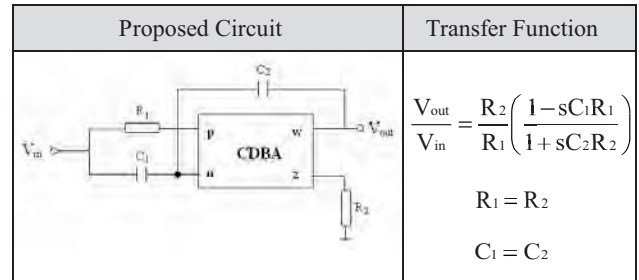 Proposed Circuit
Transfer Function
C2
R1
Vin
C1
p
n
CDBA
w
z
Vout
R2
Vout/Vin = R2/R1 (1−sC1R1 / 1+sC2R2)
R1 = R2
C1 = C2